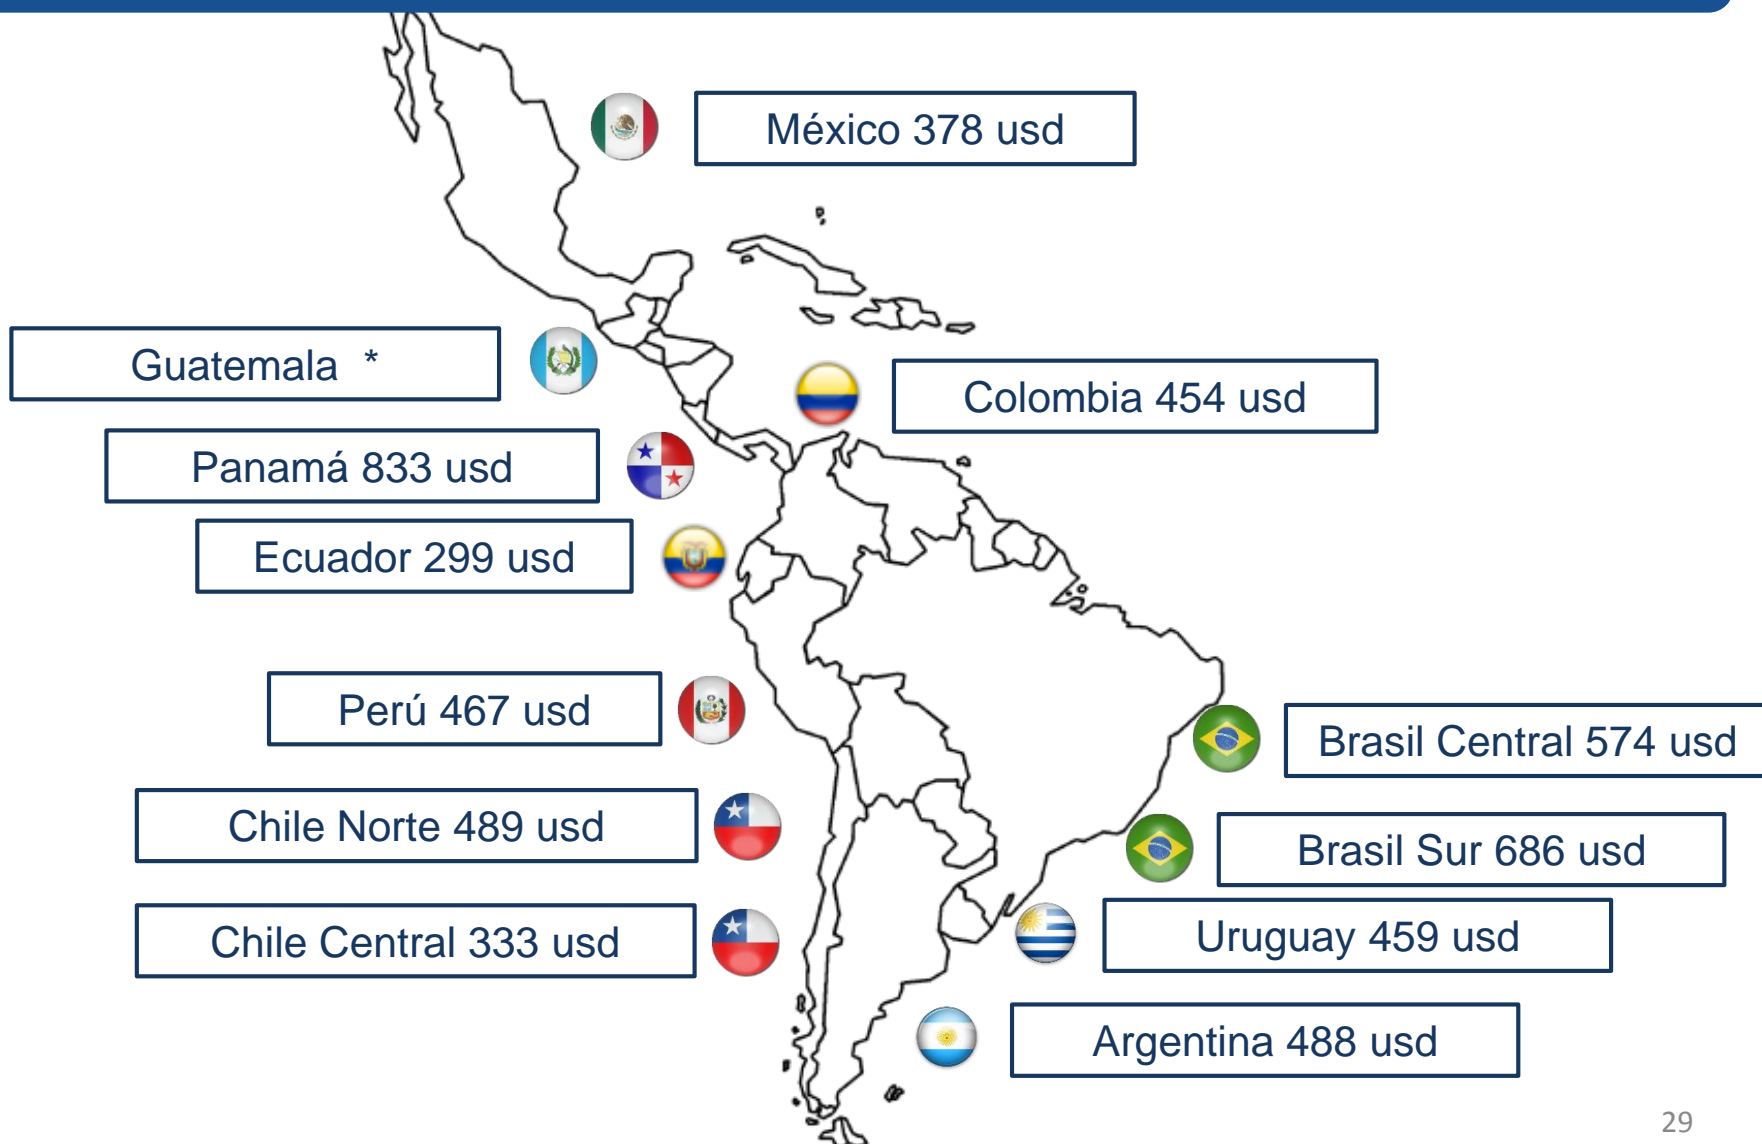 México 378 usd
Guatemala *
Colombia 454 usd
Panamá 833 usd
Ecuador 299 usd
Perú 467 usd
Brasil Central 574 usd
Chile Norte 489 usd
Brasil Sur 686 usd
Chile Central 333 usd
Uruguay 459 usd
Argentina 488 usd
29